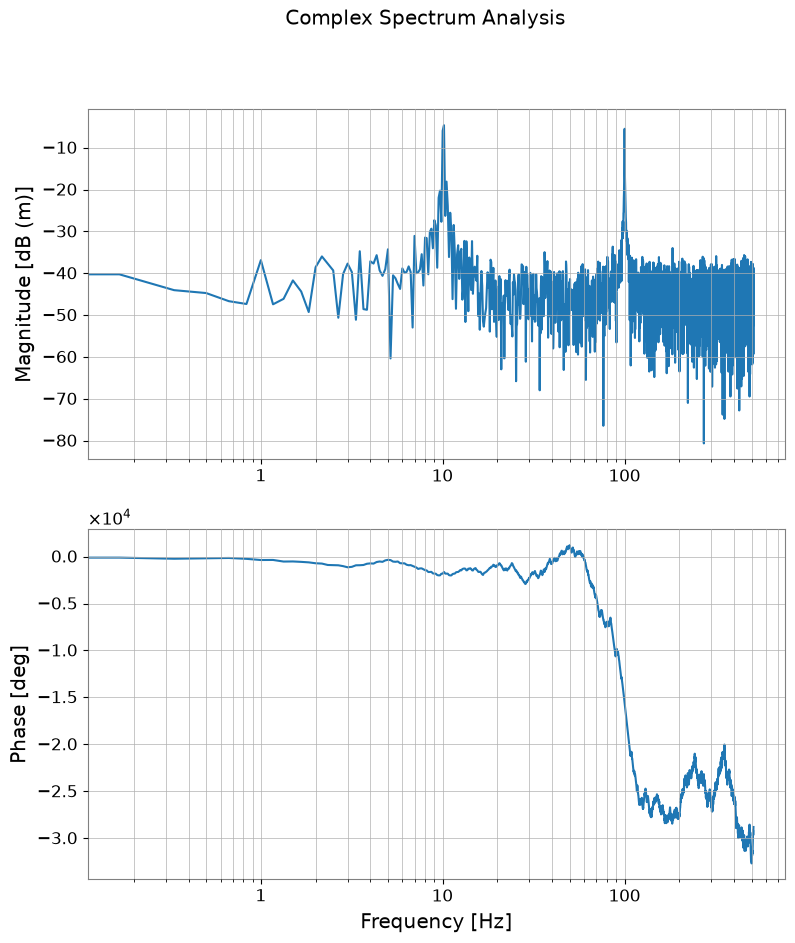 Complex Spectrum Analysis
Magnitude [dB (m)]
−10
−20
−30
−40
−50
−60
−70
−80
1 10 100
×10⁴
Phase [deg]
0.0
−0.5
−1.0
−1.5
−2.0
−2.5
−3.0
1 10 100
Frequency [Hz]